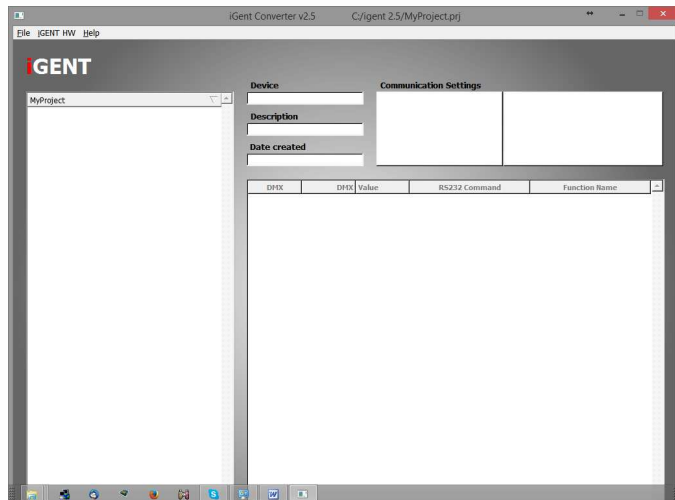 iGent Converter v2.5 C:/igent 2.5/MyProject.prj
File iGENT HW Help
iGENT
Device
Communication Settings
MyProject
Description
Date created
DMX DMX Value RS232 Command Function Name